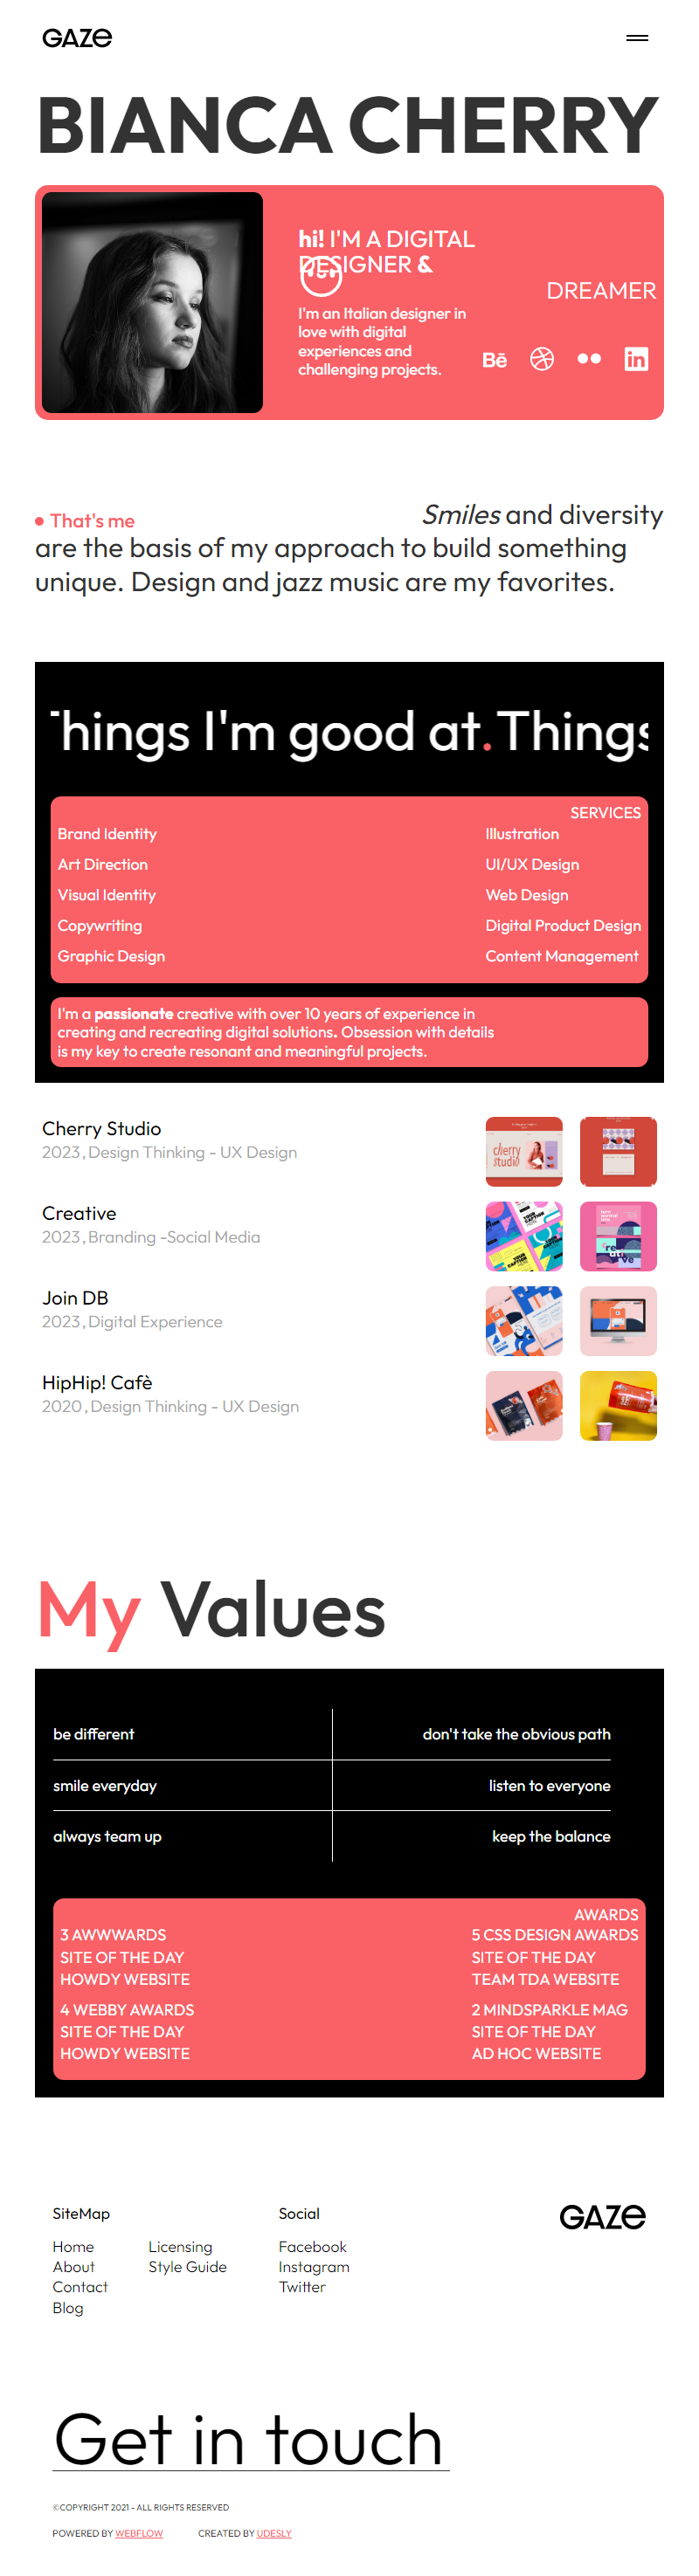 GAZE
BIANCA CHERRY
hi! I'M A DIGITAL
DESIGNER &
DREAMER
I'm an Italian designer in
love with digital
experiences and
challenging projects.
Bē
in
That's me
Smiles and diversity
are the basis of my approach to build something
unique. Design and jazz music are my favorites.
Things I'm good at.Things
SERVICES
Brand Identity
Illustration
Art Direction
UI/UX Design
Visual Identity
Web Design
Copywriting
Digital Product Design
Graphic Design
Content Management
I'm a passionate creative with over 10 years of experience in
creating and recreating digital solutions. Obsession with details
is my key to create resonant and meaningful projects.
Cherry Studio
2023 , Design Thinking - UX Design
cherry
studio
Creative
2023 , Branding -Social Media
Join DB
2023 , Digital Experience
HipHip! Cafè
2020 , Design Thinking - UX Design
My Values
be different
don't take the obvious path
smile everyday
listen to everyone
always team up
keep the balance
AWARDS
3 AWWWARDS
SITE OF THE DAY
HOWDY WEBSITE
5 CSS DESIGN AWARDS
SITE OF THE DAY
TEAM TDA WEBSITE
4 WEBBY AWARDS
SITE OF THE DAY
HOWDY WEBSITE
2 MINDSPARKLE MAG
SITE OF THE DAY
AD HOC WEBSITE
SiteMap
Home
About
Contact
Blog
Licensing
Style Guide
Social
Facebook
Instagram
Twitter
GAZE
Get in touch
©COPYRIGHT 2021 - ALL RIGHTS RESERVED
POWERED BY WEBFLOW
CREATED BY UDESLY